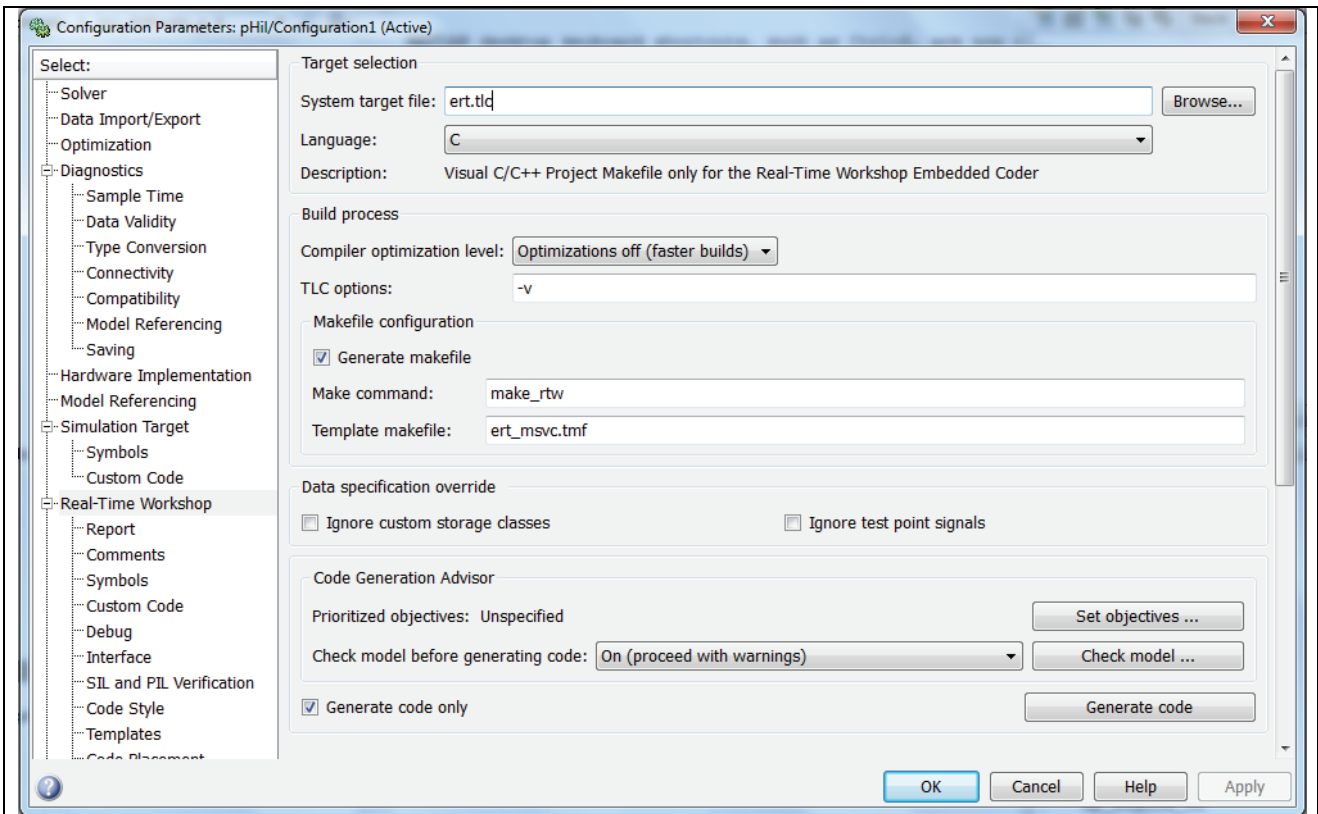 Configuration Parameters: pHil/Configuration1 (Active)
Select:
Solver
Data Import/Export
Optimization
Diagnostics
Sample Time
Data Validity
Type Conversion
Connectivity
Compatibility
Model Referencing
Saving
Hardware Implementation
Model Referencing
Simulation Target
Symbols
Custom Code
Real-Time Workshop
Report
Comments
Symbols
Custom Code
Debug
Interface
SIL and PIL Verification
Code Style
Templates
Code Placement
Target selection
System target file: ert.tlc Browse...
Language: C
Description: Visual C/C++ Project Makefile only for the Real-Time Workshop Embedded Coder
Build process
Compiler optimization level: Optimizations off (faster builds)
TLC options: -v
Makefile configuration
Generate makefile
Make command: make_rtw
Template makefile: ert_msvc.tmf
Data specification override
Ignore custom storage classes Ignore test point signals
Code Generation Advisor
Prioritized objectives: Unspecified Set objectives ...
Check model before generating code: On (proceed with warnings) Check model ...
Generate code only Generate code
OK Cancel Help Apply